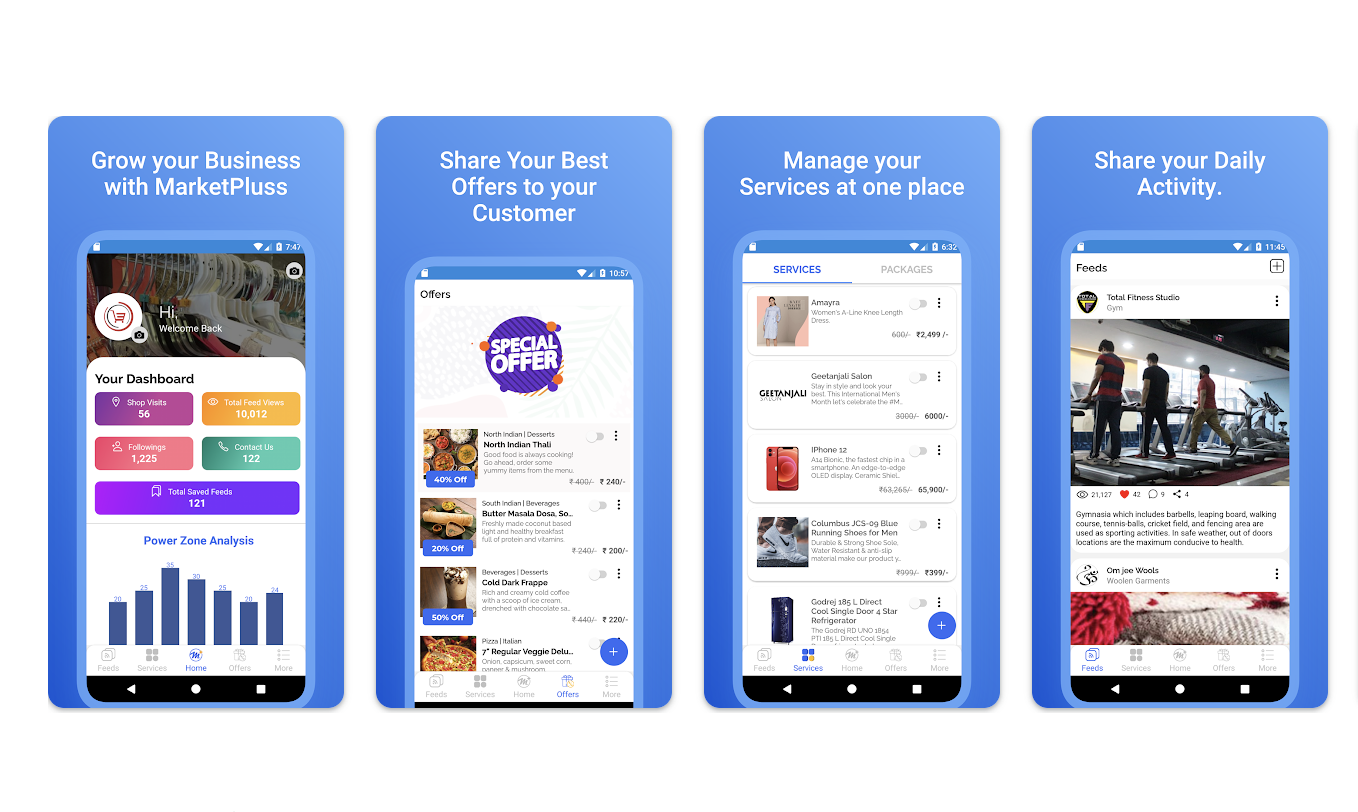 Grow your Business
with MarketPluss
7:47
Hi,
Welcome Back
Your Dashboard
Shop Visits
56
Total Feed Views
10,012
Followings
1,225
Contact Us
122
Total Saved Feeds
121
Power Zone Analysis
20
25
35
30
25
20
24
Feeds
Services
Home
Offers
More
Share Your Best
Offers to your
Customer
10:57
Offers
SPECIAL
OFFER
North Indian | Desserts
North Indian Thali
Good food is always cooking!
Go ahead, order some
yummy items from the menu.
40% Off
₹ 400/- ₹ 240/-
South Indian | Beverages
Butter Masala Dosa, So...
Freshly made coconut based
light and healthy breakfast
full of protein and vitamins.
20% Off
₹ 240/- ₹ 200/-
Beverages | Desserts
Cold Dark Frappe
Rich and creamy cold coffee
with a scoop of ice cream,
drenched with chocolate sa...
50% Off
₹ 440/- ₹ 220/-
Pizza | Italian
7" Regular Veggie Delu...
Onion, capsicum, sweet corn,
paneer & mushroom
Feeds
Services
Home
Offers
More
Manage your
Services at one place
6:32
SERVICES
PACKAGES
Amayra
Women's A-Line Knee Length
Dress..
600/- ₹2,499 /-
GEETANJALI
SALON
Geetanjali Salon
Stay in style and look your
best. This International Men's
Month let's celebrate the #M..
3000/- 6000/-
IPhone 12
A14 Bionic, the fastest chip in a
smartphone. An edge-to-edge
OLED display. Ceramic Shiel..
₹63,265/- 65,900/-
Columbus JCS-09 Blue
Running Shoes for Men
Durable & Strong Shoe Sole.
Water Resistant & anti-slip
material make our product y..
₹999/- ₹399/-
Godrej 185 L Direct
Cool Single Door 4 Star
Refrigerator
The Godrej RD UNO 1854
PTI 185 L Direct Cool Single
Feeds
Services
Home
Offers
More
Share your Daily
Activity.
11:45
Feeds
TOTAL
Total Fitness Studio
Gym
21,127
42
9
4
Gymnasia which includes barbells, leaping board, walking
course, tennis-balls, cricket field, and fencing area are
used as sporting activities. In safe weather, out of doors
locations are the maximum conducive to health.
Om jee Wools
Woolen Garments
Feeds
Services
Home
Offers
More